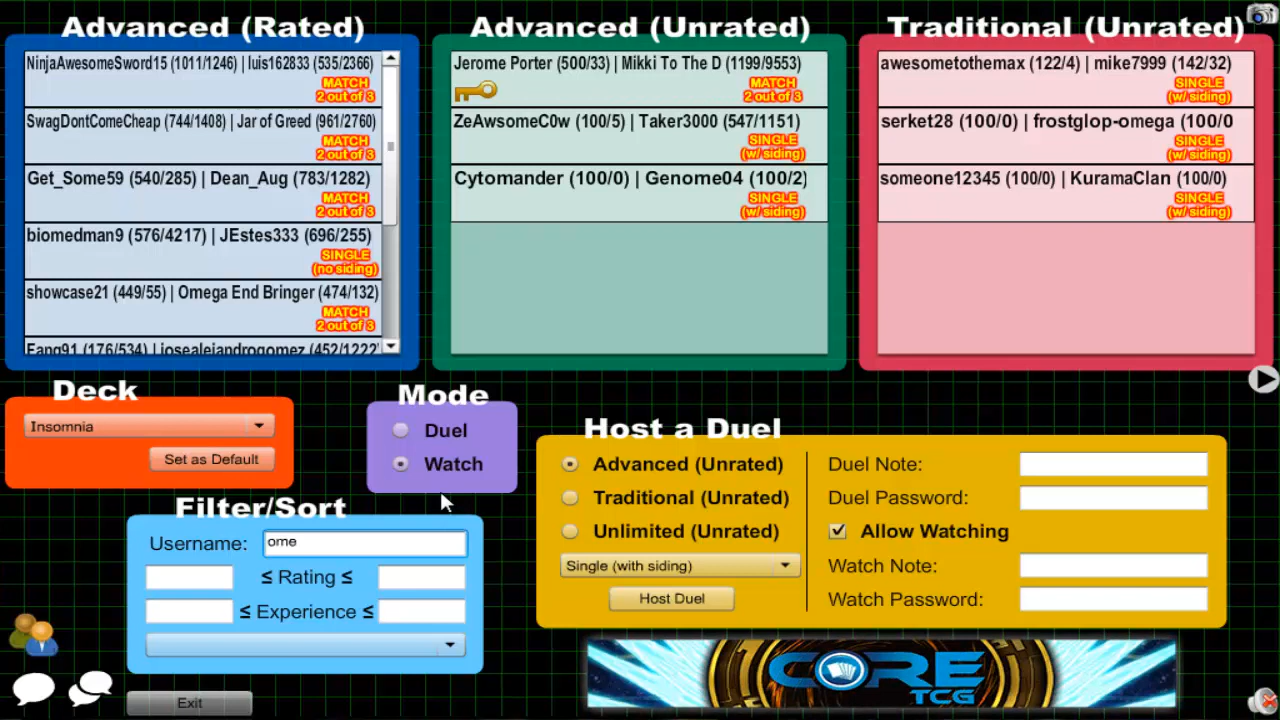 Advanced (Rated)
NinjaAwesomeSword15 (1011/1246) | luis162833 (535/2366)
MATCH
2 out of 3
SwagDontComeCheap (744/1408) | Jar of Greed (961/2760)
MATCH
2 out of 3
Get_Some59 (540/285) | Dean_Aug (783/1282)
MATCH
2 out of 3
biomedman9 (576/4217) | JEstes333 (696/255)
SINGLE
(no siding)
showcase21 (449/55) | Omega End Bringer (474/132)
MATCH
2 out of 3
Fang91 (176/534) | josealejandrogomez (452/1222
Advanced (Unrated)
Jerome Porter (500/33) | Mikki To The D (1199/9553)
MATCH
2 out of 3
ZeAwsomeC0w (100/5) | Taker3000 (547/1151)
SINGLE
(w/ siding)
Cytomander (100/0) | Genome04 (100/2)
SINGLE
(w/ siding)
Traditional (Unrated)
awesometothemax (122/4) | mike7999 (142/32)
SINGLE
(w/ siding)
serket28 (100/0) | frostglop-omega (100/0
SINGLE
(w/ siding)
someone12345 (100/0) | KuramaClan (100/0)
SINGLE
(w/ siding)
Deck
Insomnia
Set as Default
Mode
Duel
Watch
Filter/Sort
Username: ome
≤ Rating ≤
≤ Experience ≤
Exit
Host a Duel
Advanced (Unrated)
Traditional (Unrated)
Unlimited (Unrated)
Single (with siding)
Host Duel
Duel Note:
Duel Password:
Allow Watching
Watch Note:
Watch Password:
CORE
TCG